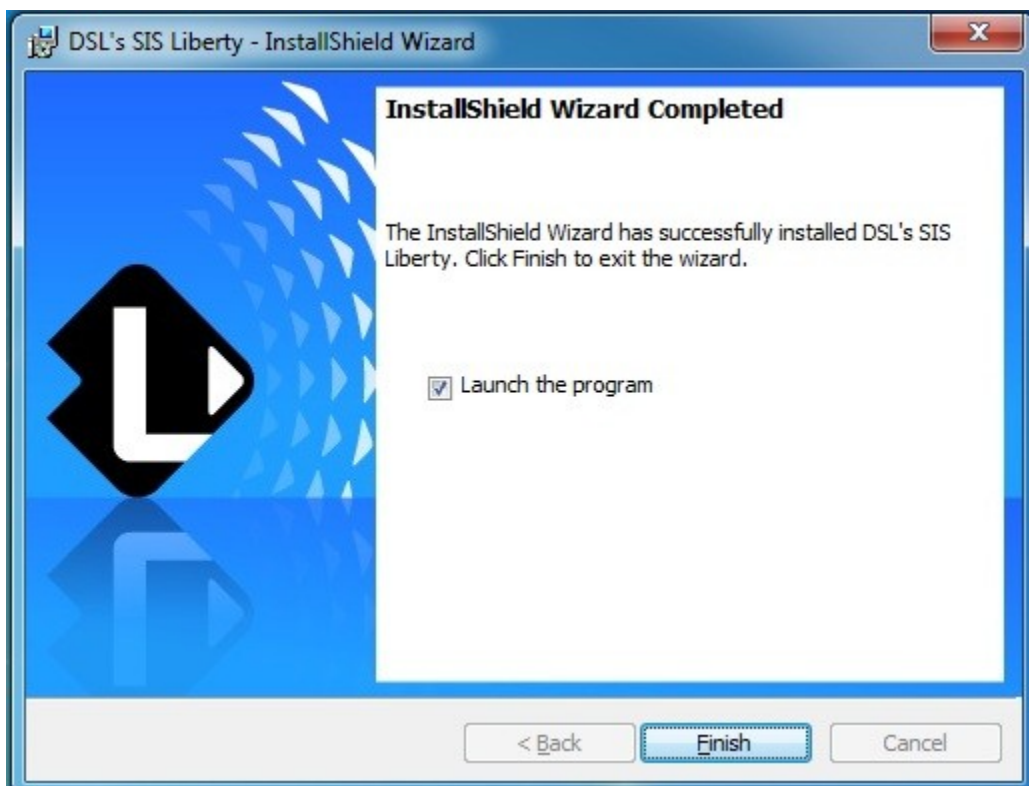 DSL's SIS Liberty - InstallShield Wizard
InstallShield Wizard Completed
The InstallShield Wizard has successfully installed DSL's SIS
Liberty. Click Finish to exit the wizard.
Launch the program
< Back Finish Cancel